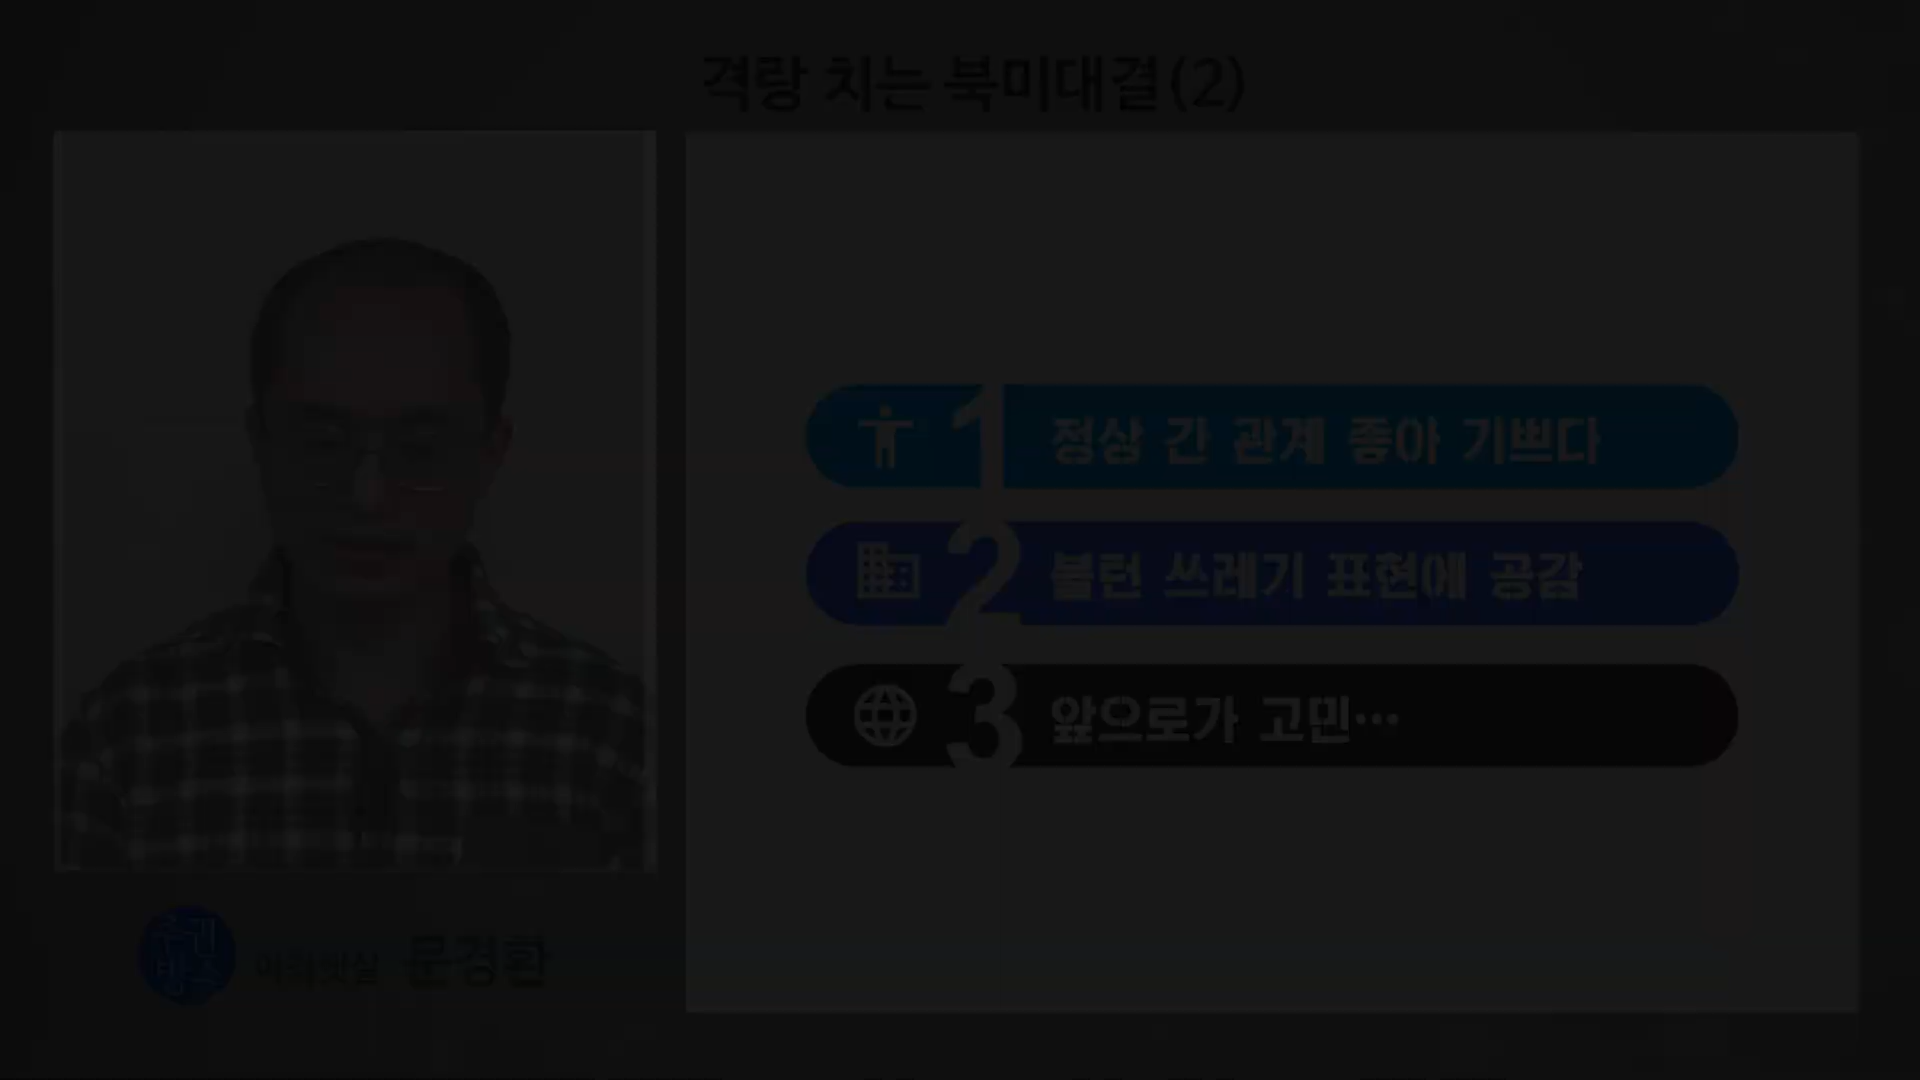 격랑 치는 북미대결(2)
1 정상 간 관계 좋아 기쁘다
2 볼턴 쓰레기 표현에 공감
3 앞으로가 고민…
문경환